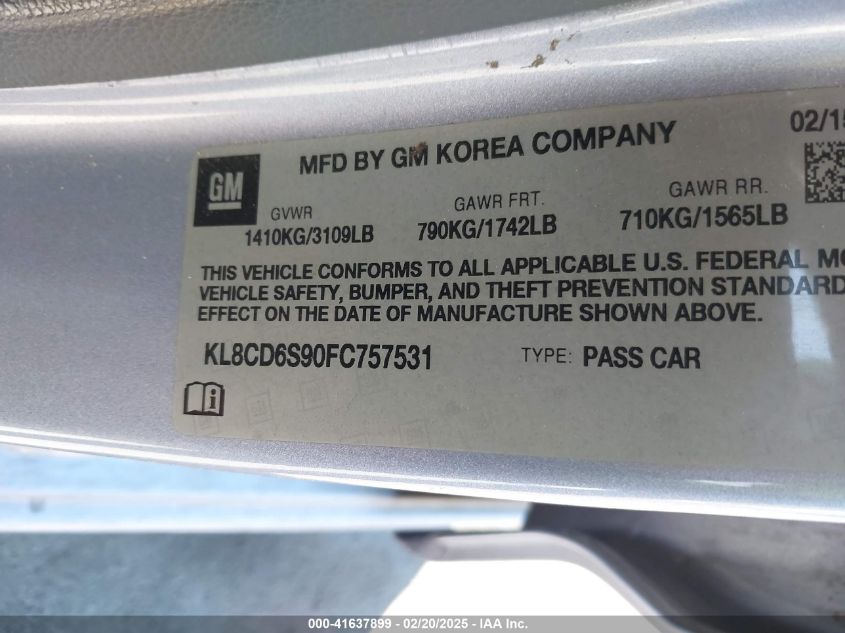 02/15
MFD BY GM KOREA COMPANY
GM
GVWR GAWR FRT. GAWR RR.
1410KG/3109LB 790KG/1742LB 710KG/1565LB
THIS VEHICLE CONFORMS TO ALL APPLICABLE U.S. FEDERAL MO
VEHICLE SAFETY, BUMPER, AND THEFT PREVENTION STANDARD
EFFECT ON THE DATE OF MANUFACTURE SHOWN ABOVE.
KL8CD6S90FC757531 TYPE: PASS CAR
000-41637899 - 02/20/2025 - IAA Inc.